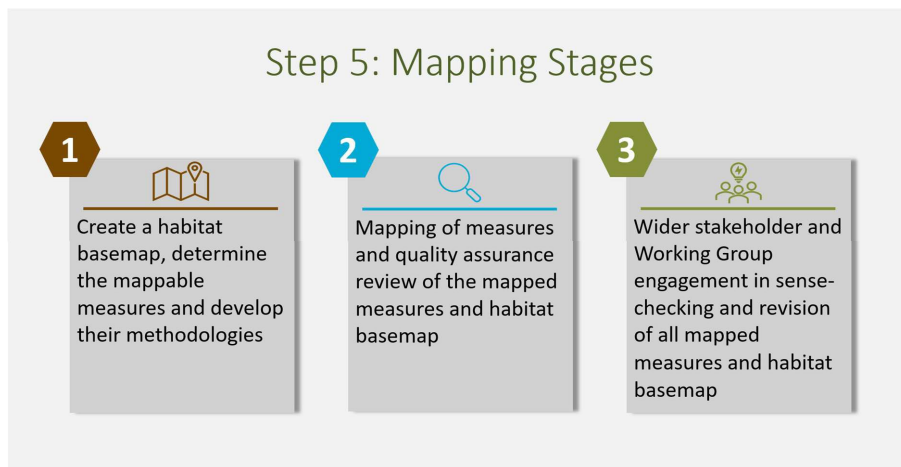 Step 5: Mapping Stages
1
Create a habitat
basemap, determine
the mappable
measures and develop
their methodologies
2
Mapping of measures
and quality assurance
review of the mapped
measures and habitat
basemap
3
Wider stakeholder and
Working Group
engagement in sense-
checking and revision
of all mapped
measures and habitat
basemap